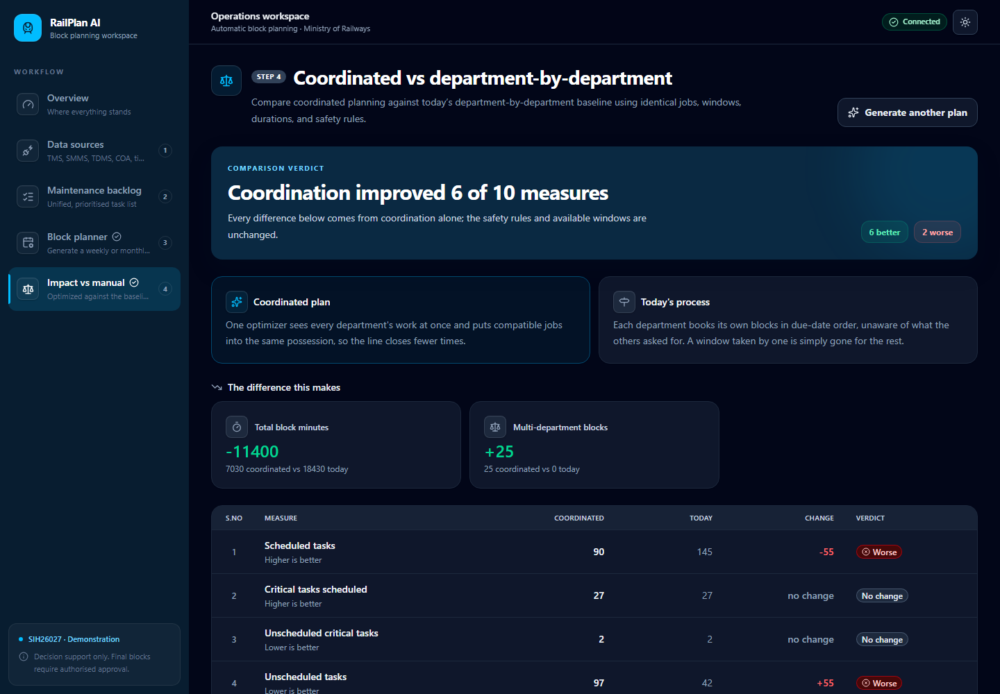 RailPlan AI
Block planning workspace
WORKFLOW
Overview
Where everything stands
Data sources
TMS, SMMS, TDMS, COA, ti...
1
Maintenance backlog
Unified, prioritised task list
2
Block planner
Generate a weekly or monthl...
3
Impact vs manual
Optimized against the baseli...
4
SIH26027 · Demonstration
Decision support only. Final blocks
require authorised approval.
Operations workspace
Automatic block planning · Ministry of Railways
Connected
STEP 4
Coordinated vs department-by-department
Compare coordinated planning against today's department-by-department baseline using identical jobs, windows,
durations, and safety rules.
Generate another plan
COMPARISON VERDICT
Coordination improved 6 of 10 measures
Every difference below comes from coordination alone; the safety rules and available windows are
unchanged.
6 better
2 worse
Coordinated plan
One optimizer sees every department's work at once and puts compatible jobs
into the same possession, so the line closes fewer times.
Today's process
Each department books its own blocks in due-date order, unaware of what the
others asked for. A window taken by one is simply gone for the rest.
The difference this makes
Total block minutes
-11400
7030 coordinated vs 18430 today
Multi-department blocks
+25
25 coordinated vs 0 today
S.NO MEASURE COORDINATED TODAY CHANGE VERDICT
1 Scheduled tasks 90 145 -55 Worse
Higher is better
2 Critical tasks scheduled 27 27 no change No change
Higher is better
3 Unscheduled critical tasks 2 2 no change No change
Lower is better
4 Unscheduled tasks 97 42 +55 Worse
Lower is better